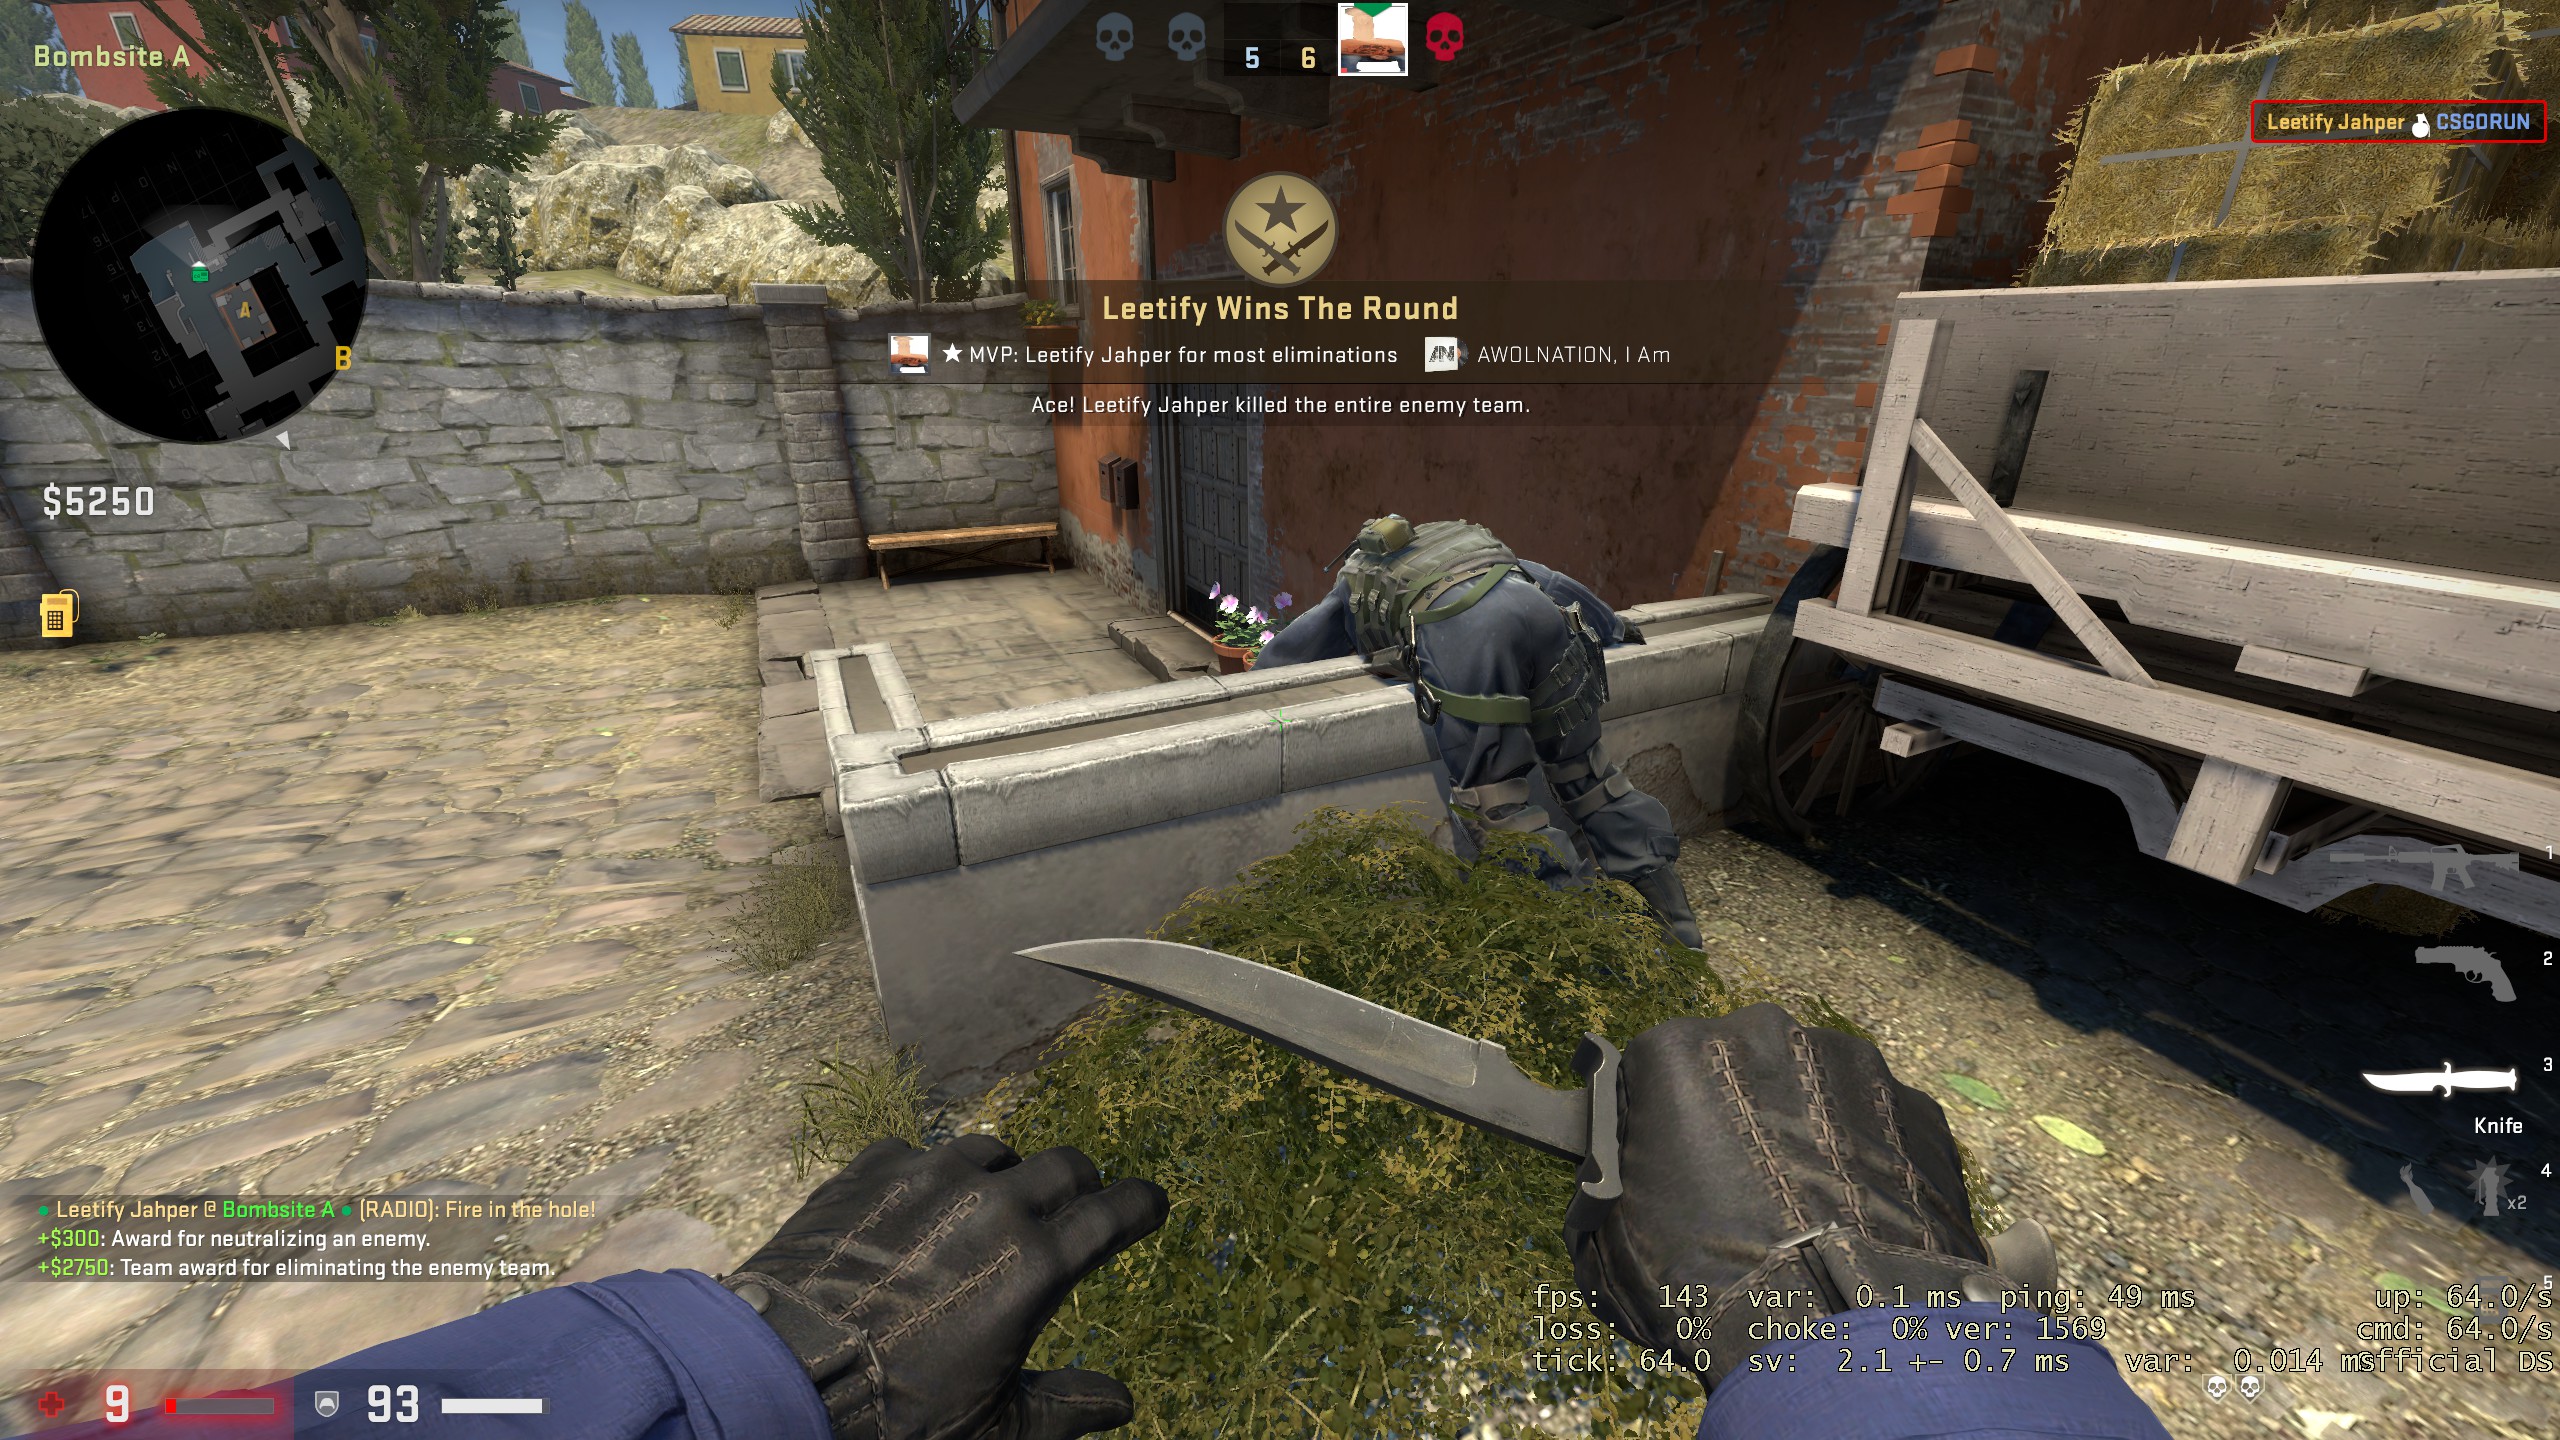 Bombsite A
5 6
Leetify Jahper CSGORUN
A
B
Leetify Wins The Round
★ MVP: Leetify Jahper for most eliminations
AWOLNATION, I Am
Ace! Leetify Jahper killed the entire enemy team.
$5250
1
2
3
Knife
4
x2
5
● Leetify Jahper @ Bombsite A ● (RADIO): Fire in the hole!
+$300: Award for neutralizing an enemy.
+$2750: Team award for eliminating the enemy team.
fps: 143 var: 0.1 ms ping: 49 ms up: 64.0/s
loss: 0% choke: 0% ver: 1569 cmd: 64.0/s
tick: 64.0 sv: 2.1 +- 0.7 ms var: 0.014 ms fficial DS
9 93